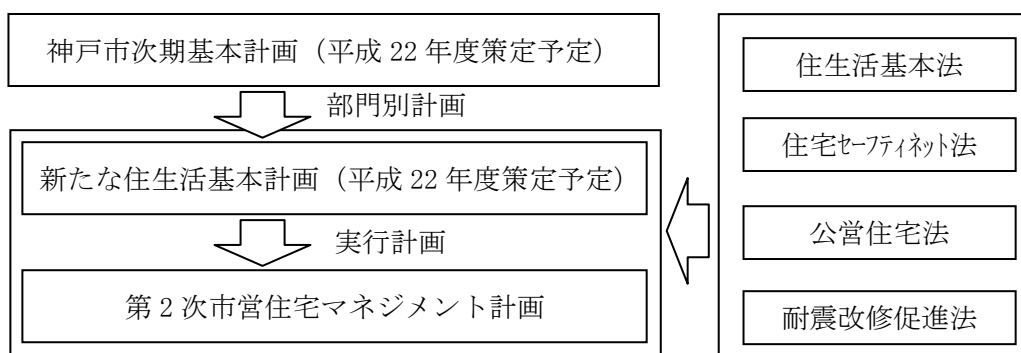 神戸市次期基本計画（平成 22 年度策定予定）
部門別計画
新たな住生活基本計画（平成 22 年度策定予定）
実行計画
第 2 次市営住宅マネジメント計画
住生活基本法
住宅ｾｰﾌﾃｨﾈｯﾄ法
公営住宅法
耐震改修促進法